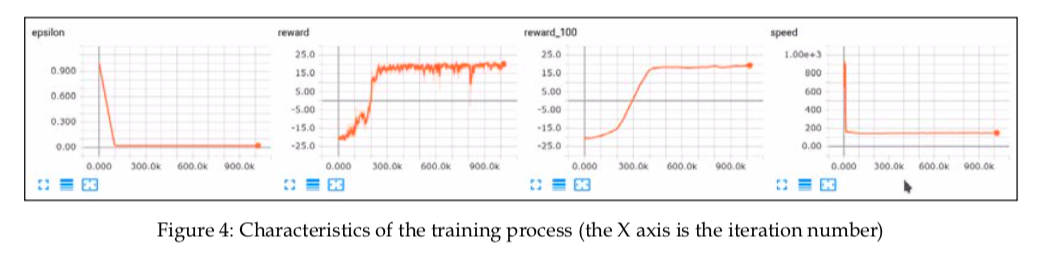 epsilon
0.900
0.600
0.300
0.00
0.000 300.0k 600.0k 900.0k
reward
25.0
15.0
5.00
-5.00
-15.0
-25.0
0.000 300.0k 600.0k 900.0k
reward_100
25.0
15.0
5.00
-5.00
-15.0
-25.0
0.000 300.0k 600.0k 900.0k
speed
1.00e+3
800
600
400
200
0.00
0.000 300.0k 600.0k 900.0k
Figure 4: Characteristics of the training process (the X axis is the iteration number)